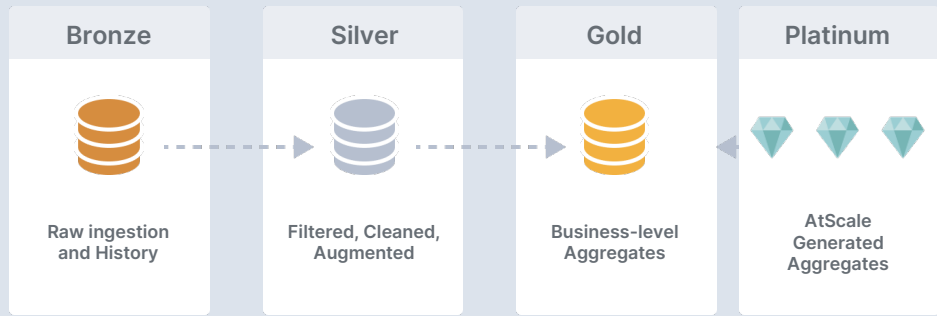 Bronze
Silver
Gold
Platinum
Raw ingestion
and History
Filtered, Cleaned,
Augmented
Business-level
Aggregates
AtScale
Generated
Aggregates